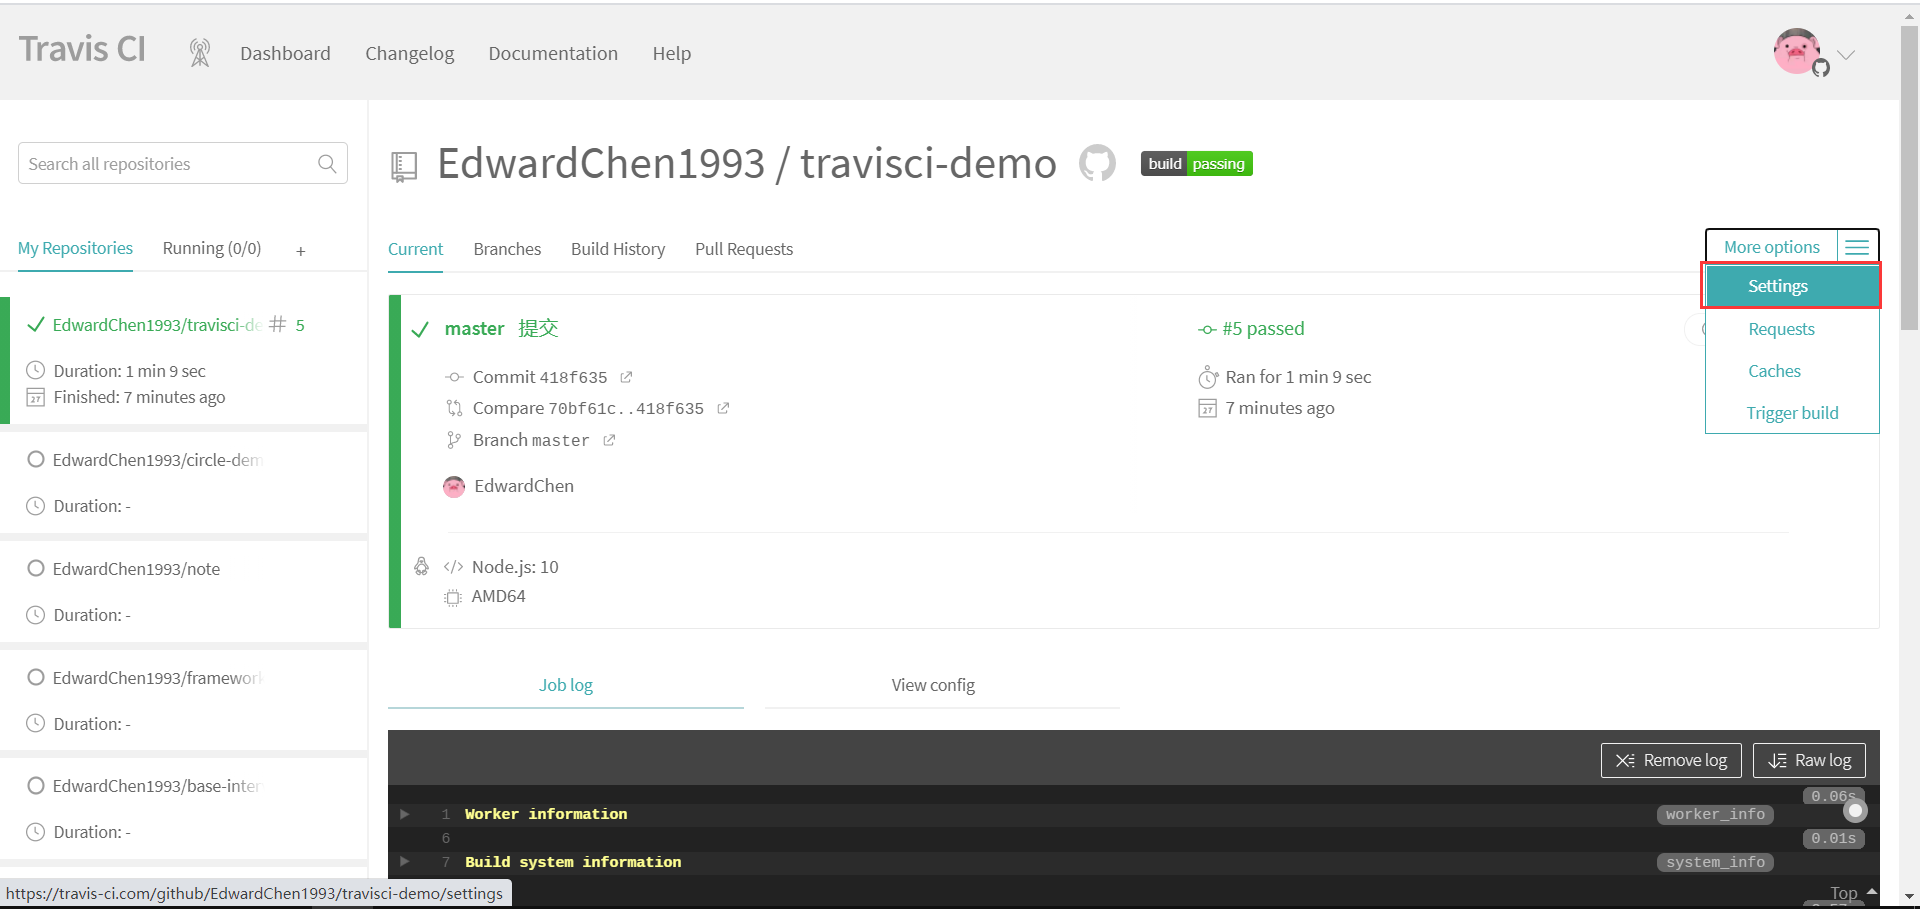 Travis CI
Dashboard
Changelog
Documentation
Help
Search all repositories
My Repositories
Running (0/0)
+
EdwardChen1993/travisci-de # 5
Duration: 1 min 9 sec
27 Finished: 7 minutes ago
EdwardChen1993/circle-dem
Duration: -
EdwardChen1993/note
Duration: -
EdwardChen1993/framework
Duration: -
EdwardChen1993/base-inter
Duration: -
EdwardChen1993 / travisci-demo
build passing
Current
Branches
Build History
Pull Requests
More options
Settings
Requests
Caches
Trigger build
master 提交
Commit 418f635
Compare 70bf61c..418f635
Branch master
EdwardChen
#5 passed
Ran for 1 min 9 sec
27 7 minutes ago
</> Node.js: 10
AMD64
Job log
View config
Remove log
Raw log
0.06s
1 Worker information worker_info
6 0.01s
7 Build system information system_info
Top
https://travis-ci.com/github/EdwardChen1993/travisci-demo/settings